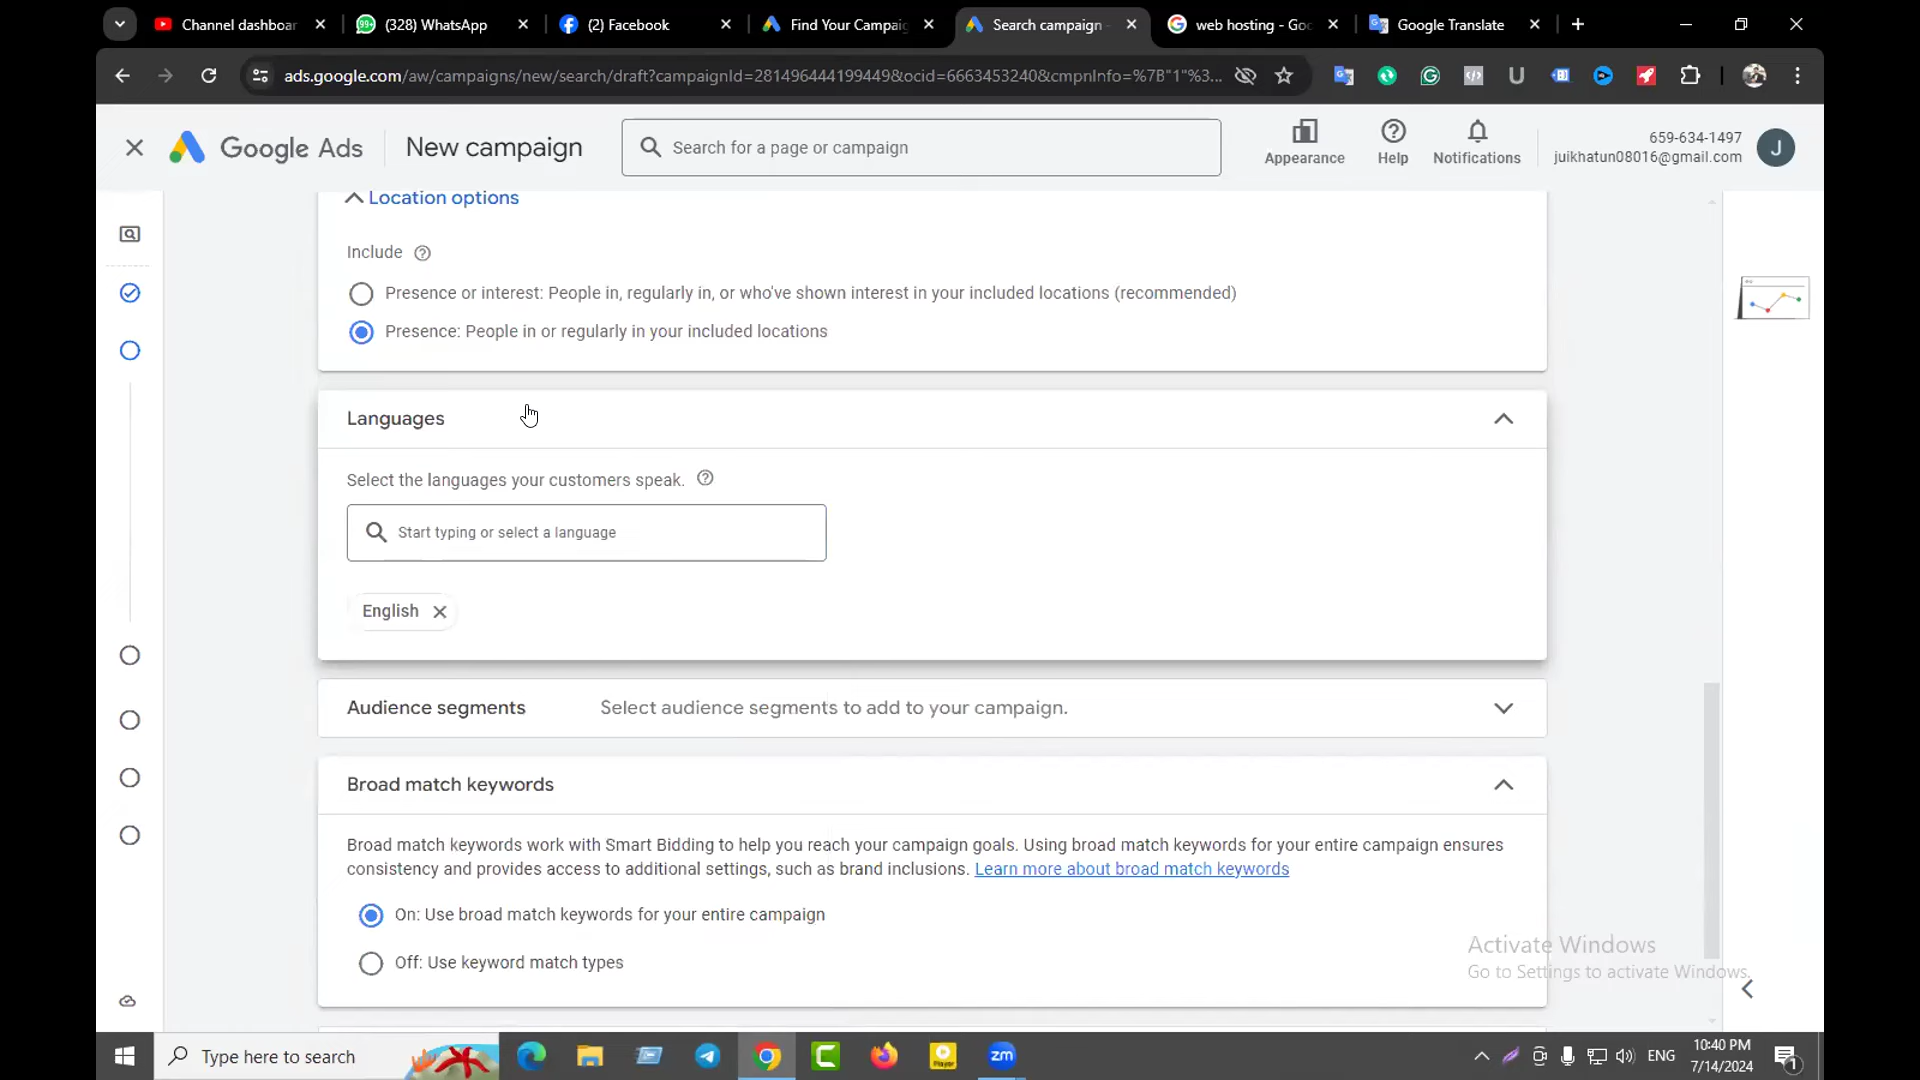 Channel dashboar
(328) WhatsApp
(2) Facebook
Find Your Campaig
Search campaign -
web hosting - Goo
Google Translate
ads.google.com/aw/campaigns/new/search/draft?campaignId=281496444199449&ocid=6663453240&cmpnInfo=%7B"1"%3...
Google Ads
New campaign
Search for a page or campaign
Appearance
Help
Notifications
659-634-1497
juikhatun08016@gmail.com
J
Location options
Include
Presence or interest: People in, regularly in, or who've shown interest in your included locations (recommended)
Presence: People in or regularly in your included locations
Languages
Select the languages your customers speak.
Start typing or select a language
English
Audience segments
Select audience segments to add to your campaign.
Broad match keywords
Broad match keywords work with Smart Bidding to help you reach your campaign goals. Using broad match keywords for your entire campaign ensures
consistency and provides access to additional settings, such as brand inclusions. Learn more about broad match keywords
On: Use broad match keywords for your entire campaign
Off: Use keyword match types
Activate Windows
Go to Settings to activate Windows.
Type here to search
zm
ENG
10:40 PM
7/14/2024
1